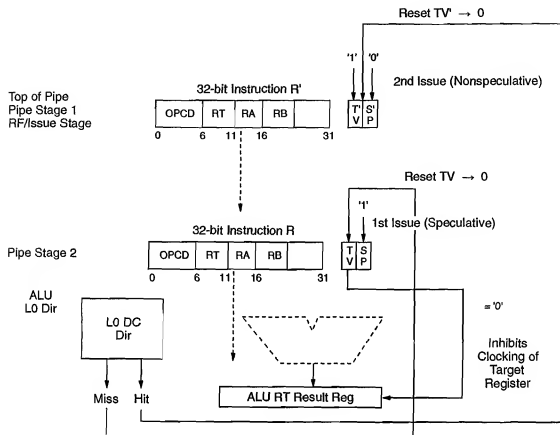 Reset TV' → 0
'1' '0'
2nd Issue (Nonspeculative)
32-bit Instruction R'
Top of Pipe
Pipe Stage 1
RF/Issue Stage
OPCD RT RA RB
T' S'
V P
0 6 11 16 31
Reset TV → 0
'1'
1st Issue (Speculative)
32-bit Instruction R
Pipe Stage 2
OPCD RT RA RB
T S
V P
0 6 11 16 31
ALU
L0 Dir
L0 DC
Dir
= '0'
Inhibits
Clocking of
Target
Register
Miss Hit
ALU RT Result Reg